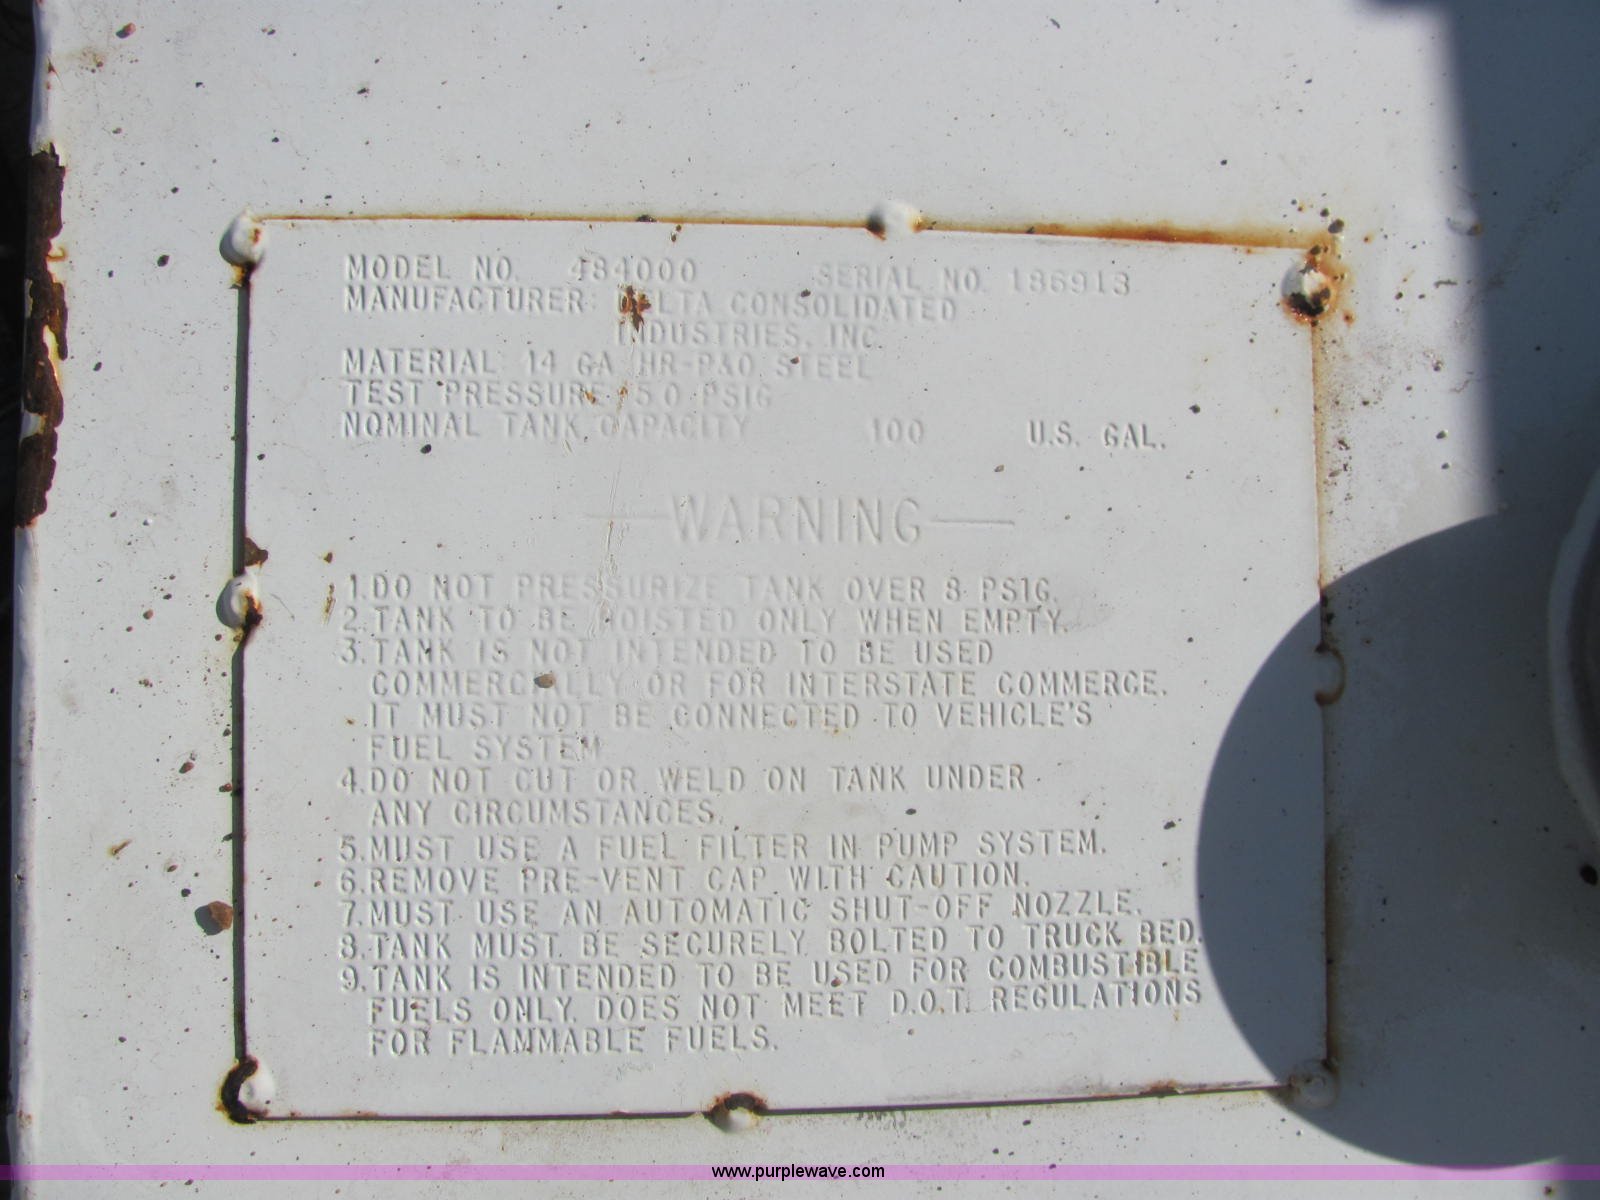 MODEL NO. 484000 SERIAL NO. 186913
MANUFACTURER: DELTA CONSOLIDATED
INDUSTRIES, INC.
MATERIAL 14 GA HR-P&O STEEL
TEST PRESSURE 5.0 PSIG
NOMINAL TANK CAPACITY 100 U.S. GAL.
—WARNING—
1. DO NOT PRESSURIZE TANK OVER 8 PSIG.
2. TANK TO BE HOISTED ONLY WHEN EMPTY.
3. TANK IS NOT INTENDED TO BE USED
COMMERCIALLY OR FOR INTERSTATE COMMERCE.
IT MUST NOT BE CONNECTED TO VEHICLE'S
FUEL SYSTEM
4. DO NOT CUT OR WELD ON TANK UNDER
ANY CIRCUMSTANCES.
5. MUST USE A FUEL FILTER IN PUMP SYSTEM.
6. REMOVE PRE-VENT CAP WITH CAUTION.
7. MUST USE AN AUTOMATIC SHUT-OFF NOZZLE.
8. TANK MUST BE SECURELY BOLTED TO TRUCK BED.
9. TANK IS INTENDED TO BE USED FOR COMBUSTIBLE
FUELS ONLY. DOES NOT MEET D.O.T. REGULATIONS
FOR FLAMMABLE FUELS.
www.purplewave.com